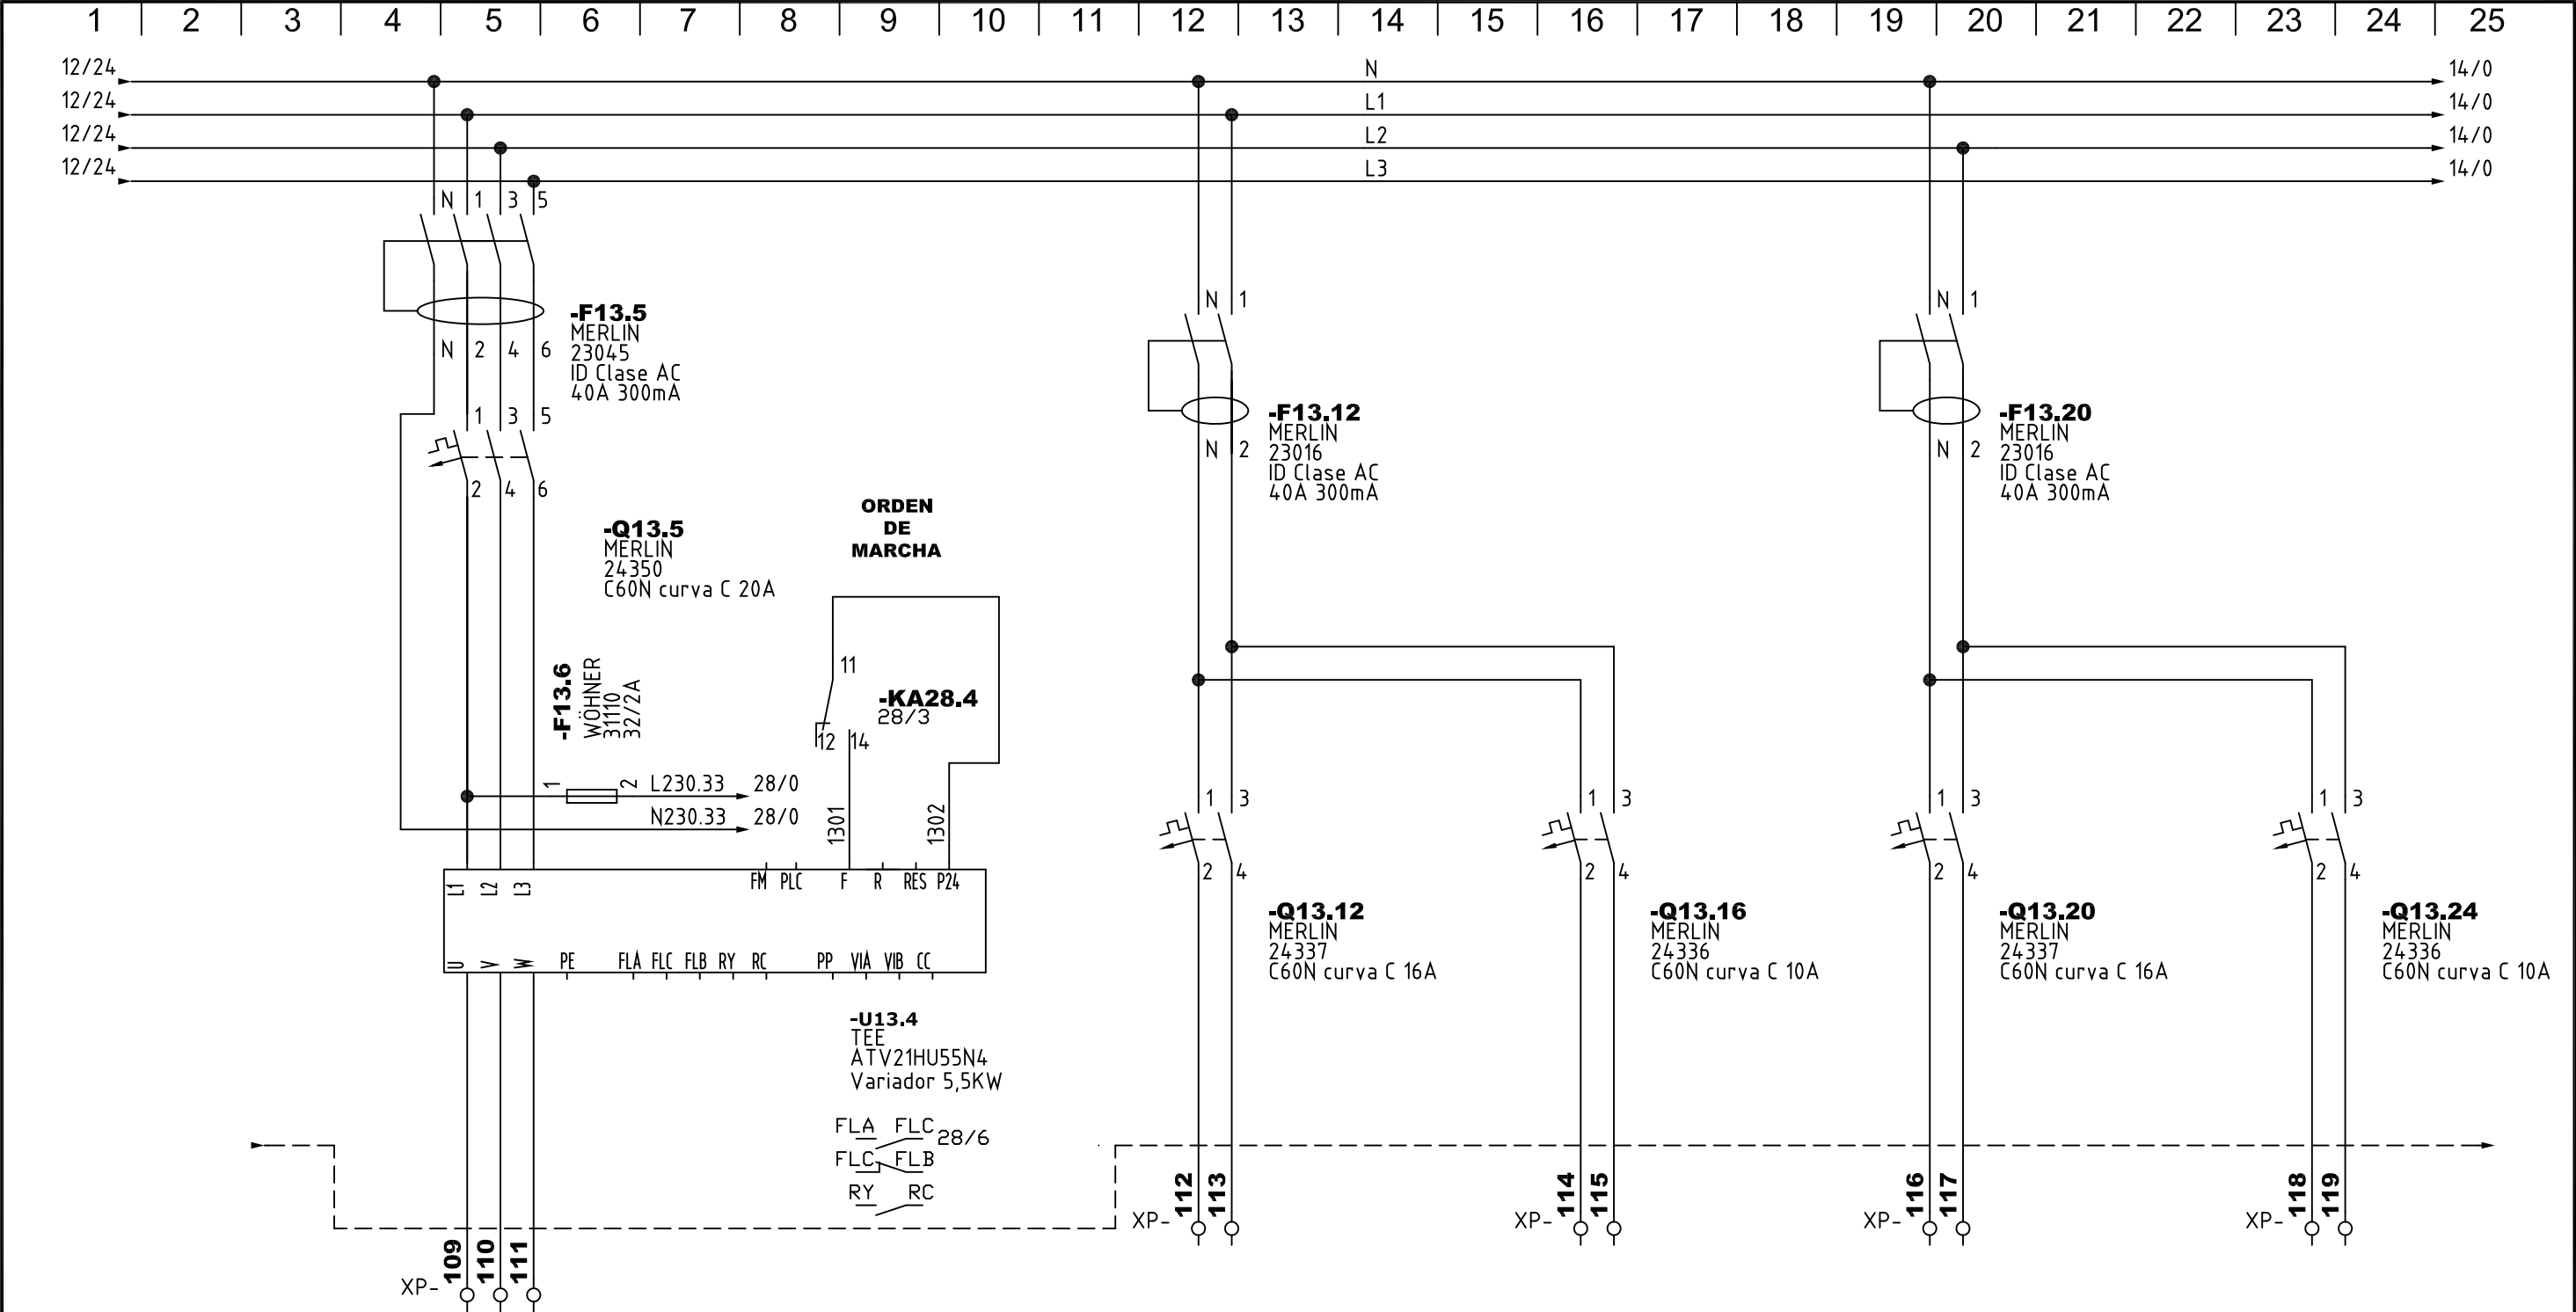 1 2 3 4 5 6 7 8 9 10 11 12 13 14 15 16 17 18 19 20 21 22 23 24 25
12/24 N 14/0
12/24 L1 14/0
12/24 L2 14/0
12/24 L3 14/0
N 1 3 5
-F13.5
MERLIN
23045
ID Clase AC
40A 300mA
N 2 4 6
1 3 5
2 4 6
-Q13.5
MERLIN
24350
C60N curva C 20A
-F13.6
WÖHNER
31110
32/2A
1 2
L230.33 28/0
N230.33 28/0
ORDEN
DE
MARCHA
11
-KA28.4
28/3
12 14
1301
1302
L1 L2 L3 FM PLC F R RES P24
U V W PE FLA FLC FLB RY RC PP VIA VIB CC
-U13.4
TEE
ATV21HU55N4
Variador 5,5KW
FLA FLC 28/6
FLC FLB
RY RC
XP- 109 110 111
N 1
-F13.12
MERLIN
23016
ID Clase AC
40A 300mA
N 2
1 3
2 4
-Q13.12
MERLIN
24337
C60N curva C 16A
XP- 112 113
1 3
2 4
-Q13.16
MERLIN
24336
C60N curva C 10A
XP- 114 115
N 1
-F13.20
MERLIN
23016
ID Clase AC
40A 300mA
N 2
1 3
2 4
-Q13.20
MERLIN
24337
C60N curva C 16A
XP- 116 117
1 3
2 4
-Q13.24
MERLIN
24336
C60N curva C 10A
XP- 118 119